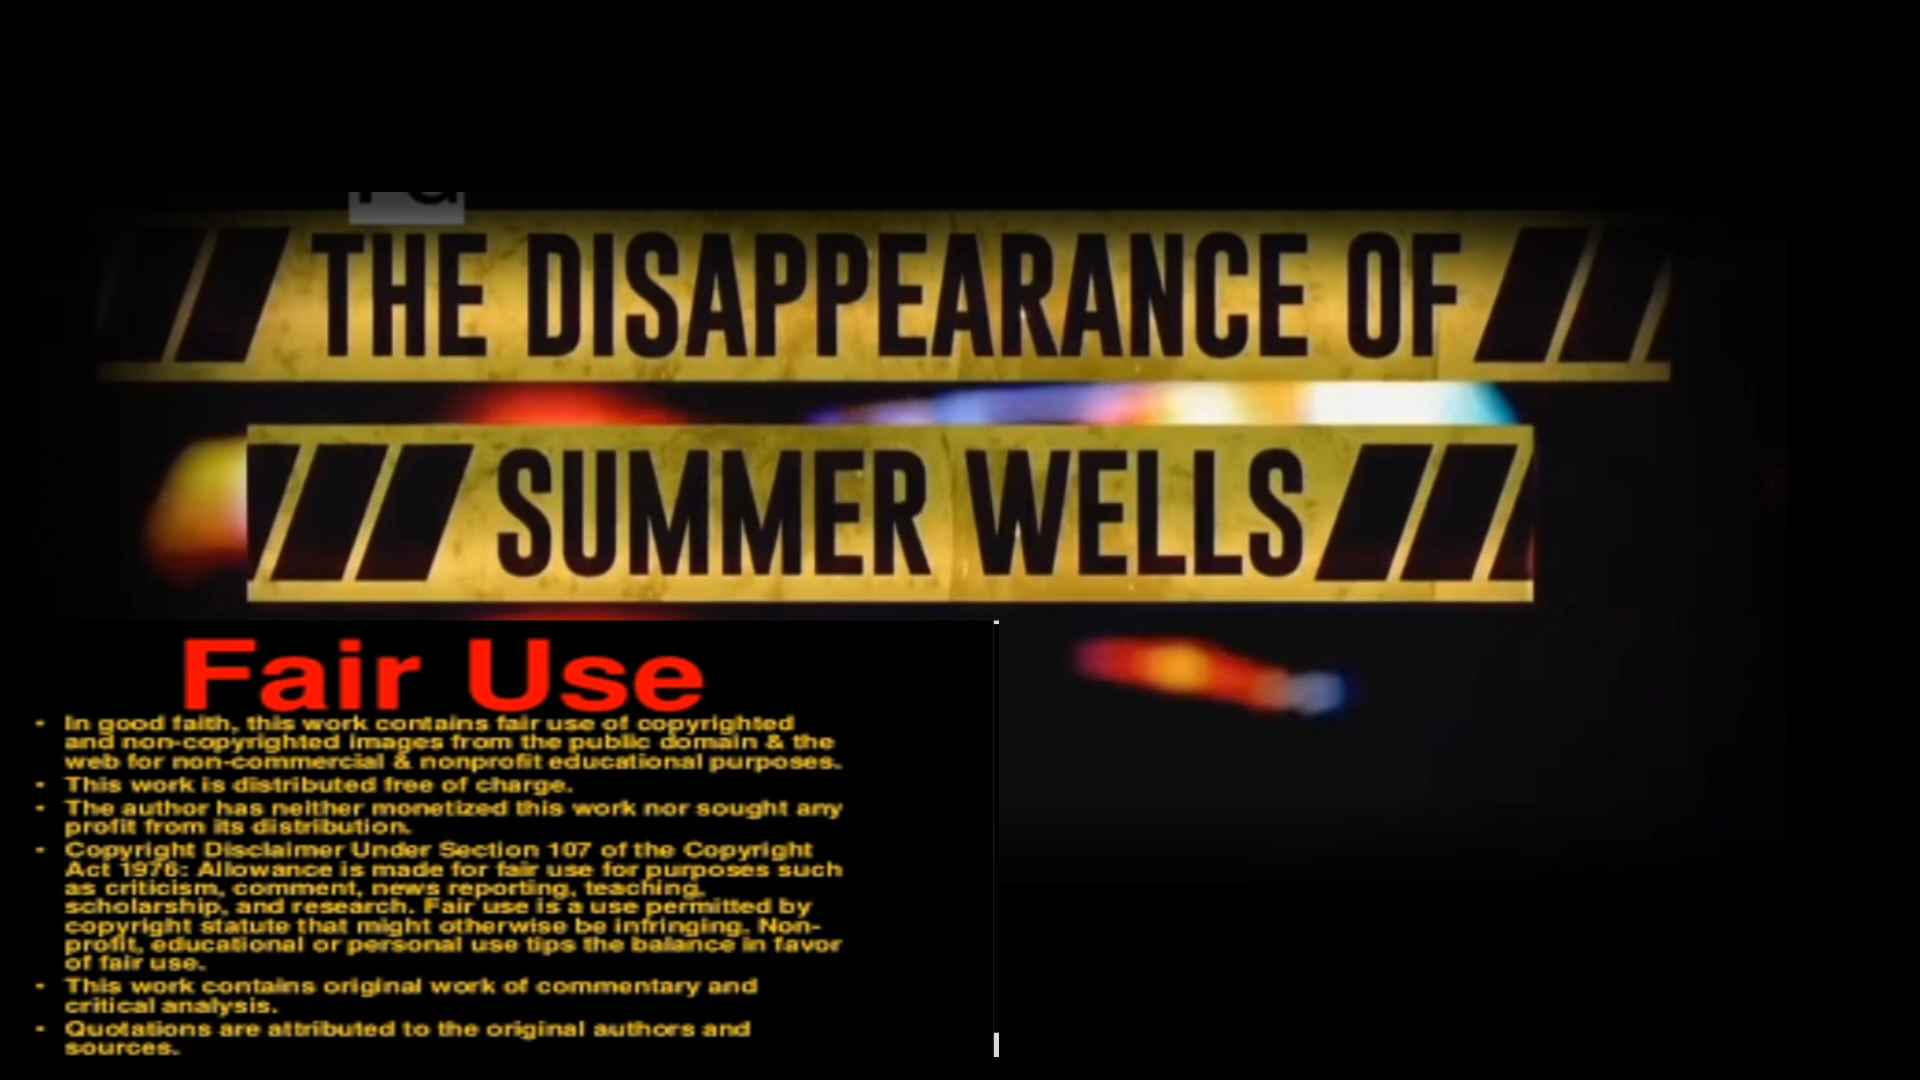 THE DISAPPEARANCE OF
SUMMER WELLS
Fair Use
- In good faith, this work contains fair use of copyrighted
and non-copyrighted images from the public domain & the
web for non-commercial & nonprofit educational purposes.
- This work is distributed free of charge.
- The author has neither monetized this work nor sought any
profit from its distribution.
- Copyright Disclaimer Under Section 107 of the Copyright
Act 1976: Allowance is made for fair use for purposes such
as criticism, comment, news reporting, teaching,
scholarship, and research. Fair use is a use permitted by
copyright statute that might otherwise be infringing. Non-
profit, educational or personal use tips the balance in favor
of fair use.
- This work contains original work of commentary and
critical analysis.
- Quotations are attributed to the original authors and
sources.